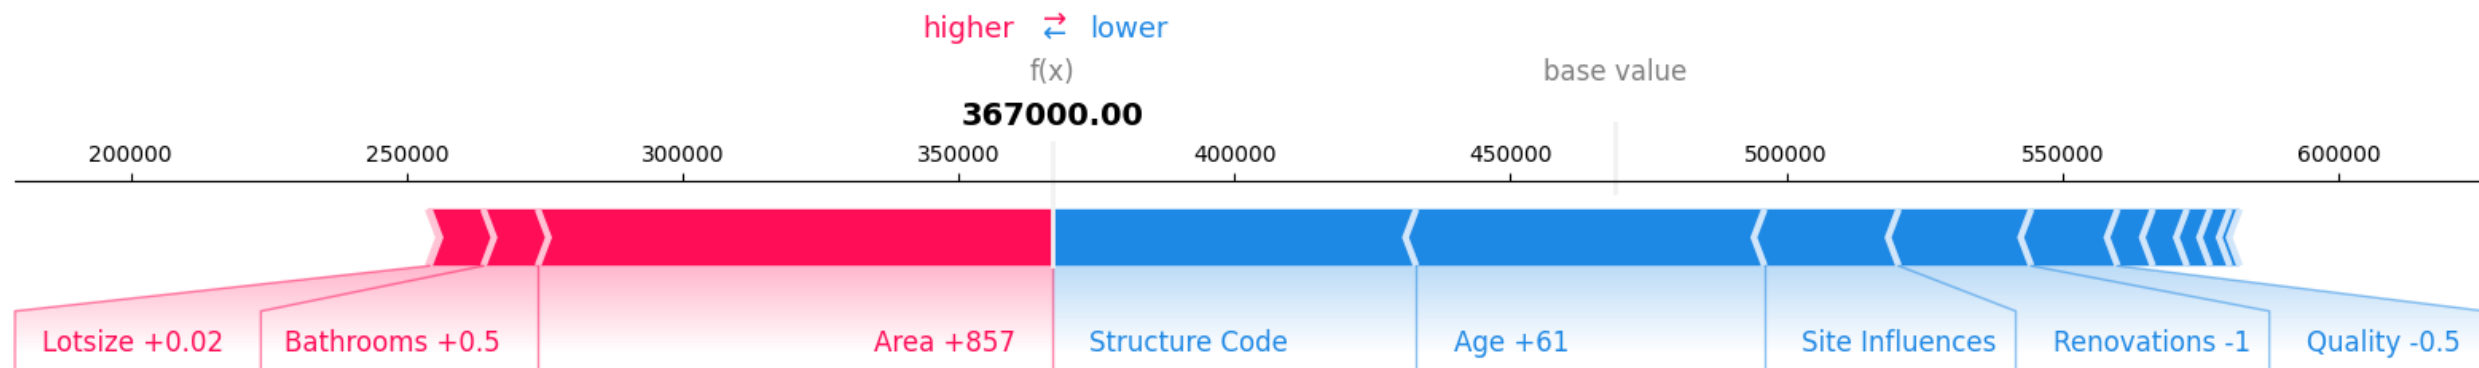 higher ⇄ lower
f(x) base value
367000.00
200000 250000 300000 350000 400000 450000 500000 550000 600000
Lotsize +0.02 Bathrooms +0.5 Area +857 Structure Code Age +61 Site Influences Renovations -1 Quality -0.5